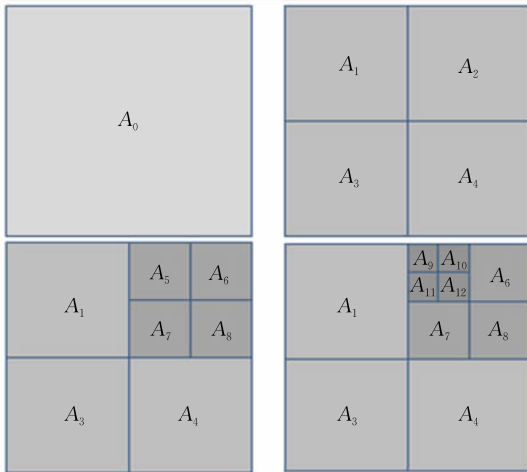 A₀
A₁ A₂
A₃ A₄
A₅ A₆
A₁
A₇ A₈
A₃ A₄
A₉ A₁₀
A₆
A₁₁ A₁₂
A₁
A₇ A₈
A₃ A₄